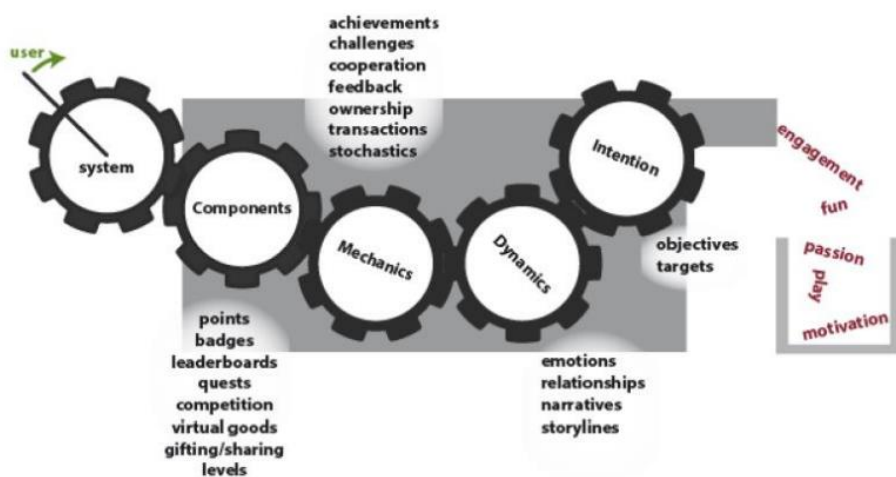 user
system
Components
Mechanics
Dynamics
Intention
achievements
challenges
cooperation
feedback
ownership
transactions
stochastics
points
badges
leaderboards
quests
competition
virtual goods
gifting/sharing
levels
emotions
relationships
narratives
storylines
objectives
targets
engagement
fun
passion
play
motivation